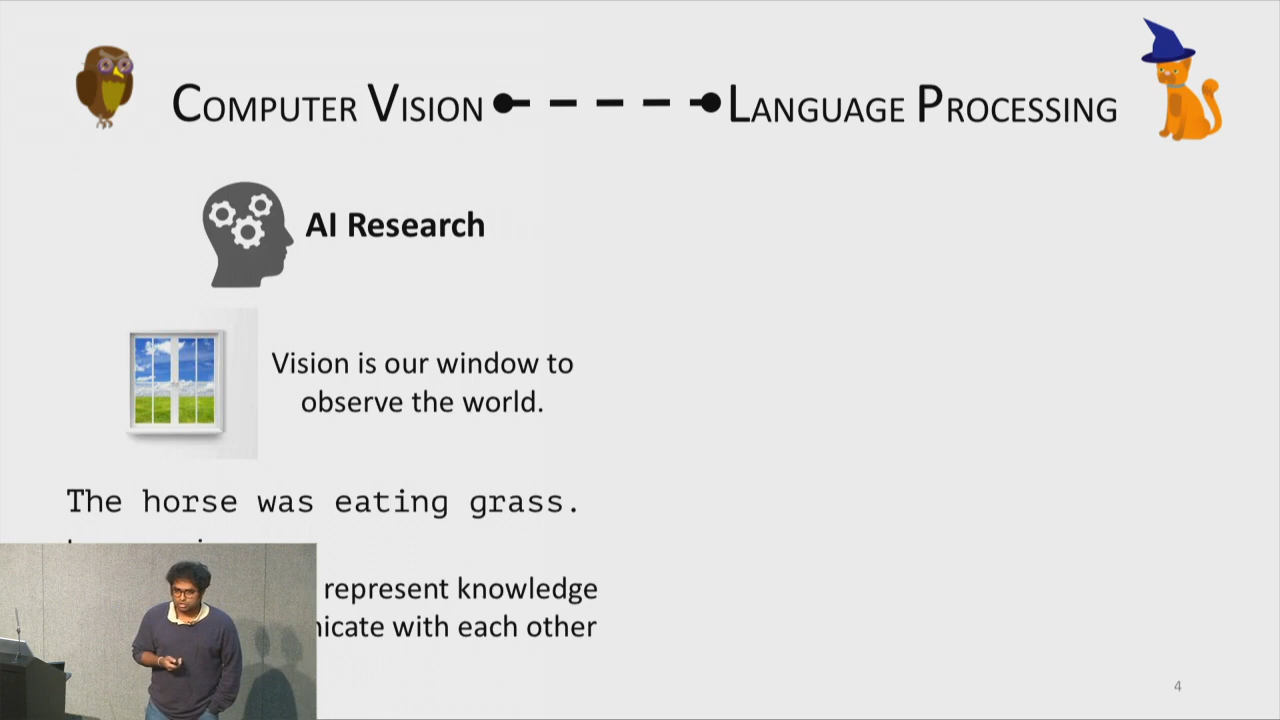 COMPUTER VISION
LANGUAGE PROCESSING
AI Research
Vision is our window to
observe the world.
The horse was eating grass.
represent knowledge
with each other
4